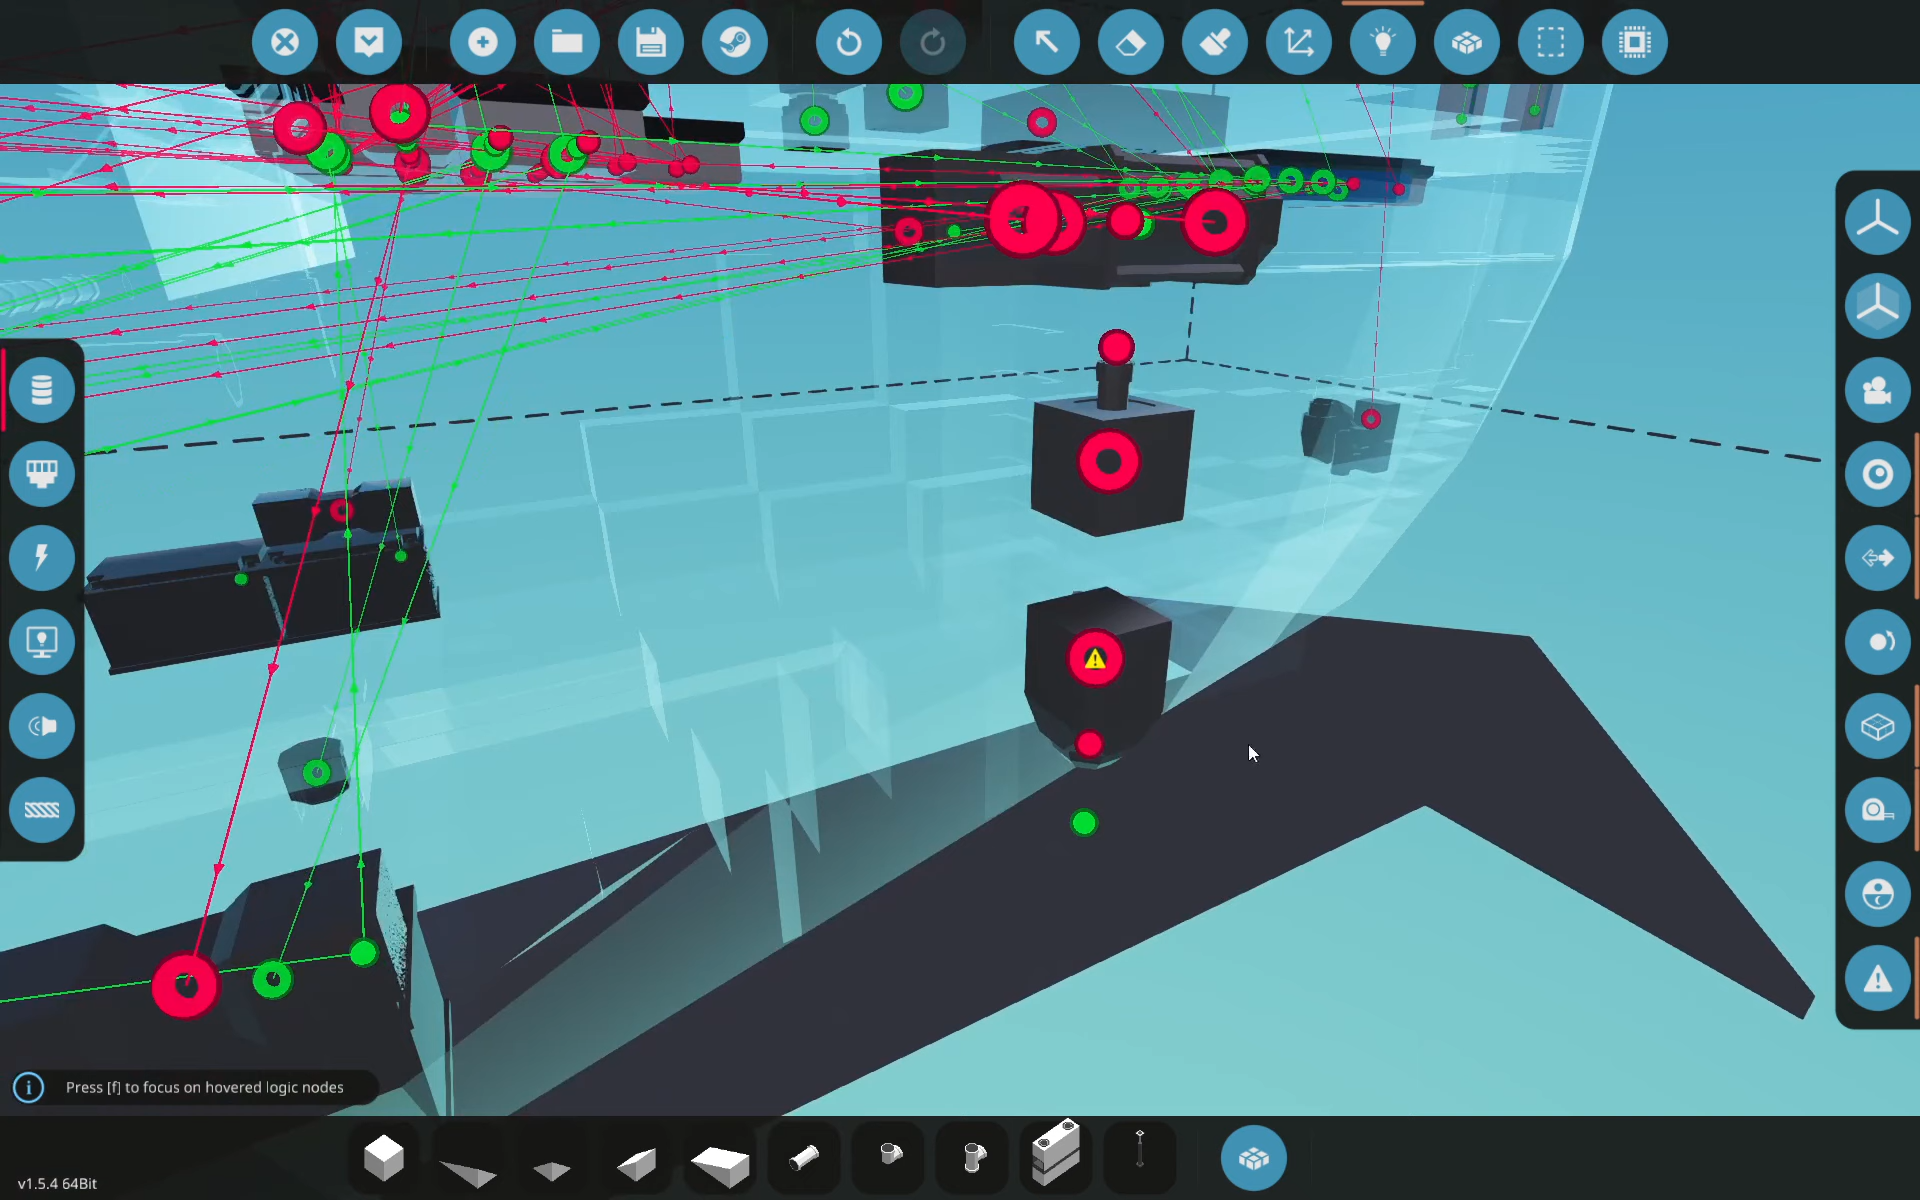 Press [f] to focus on hovered logic nodes
v1.5.4 64Bit